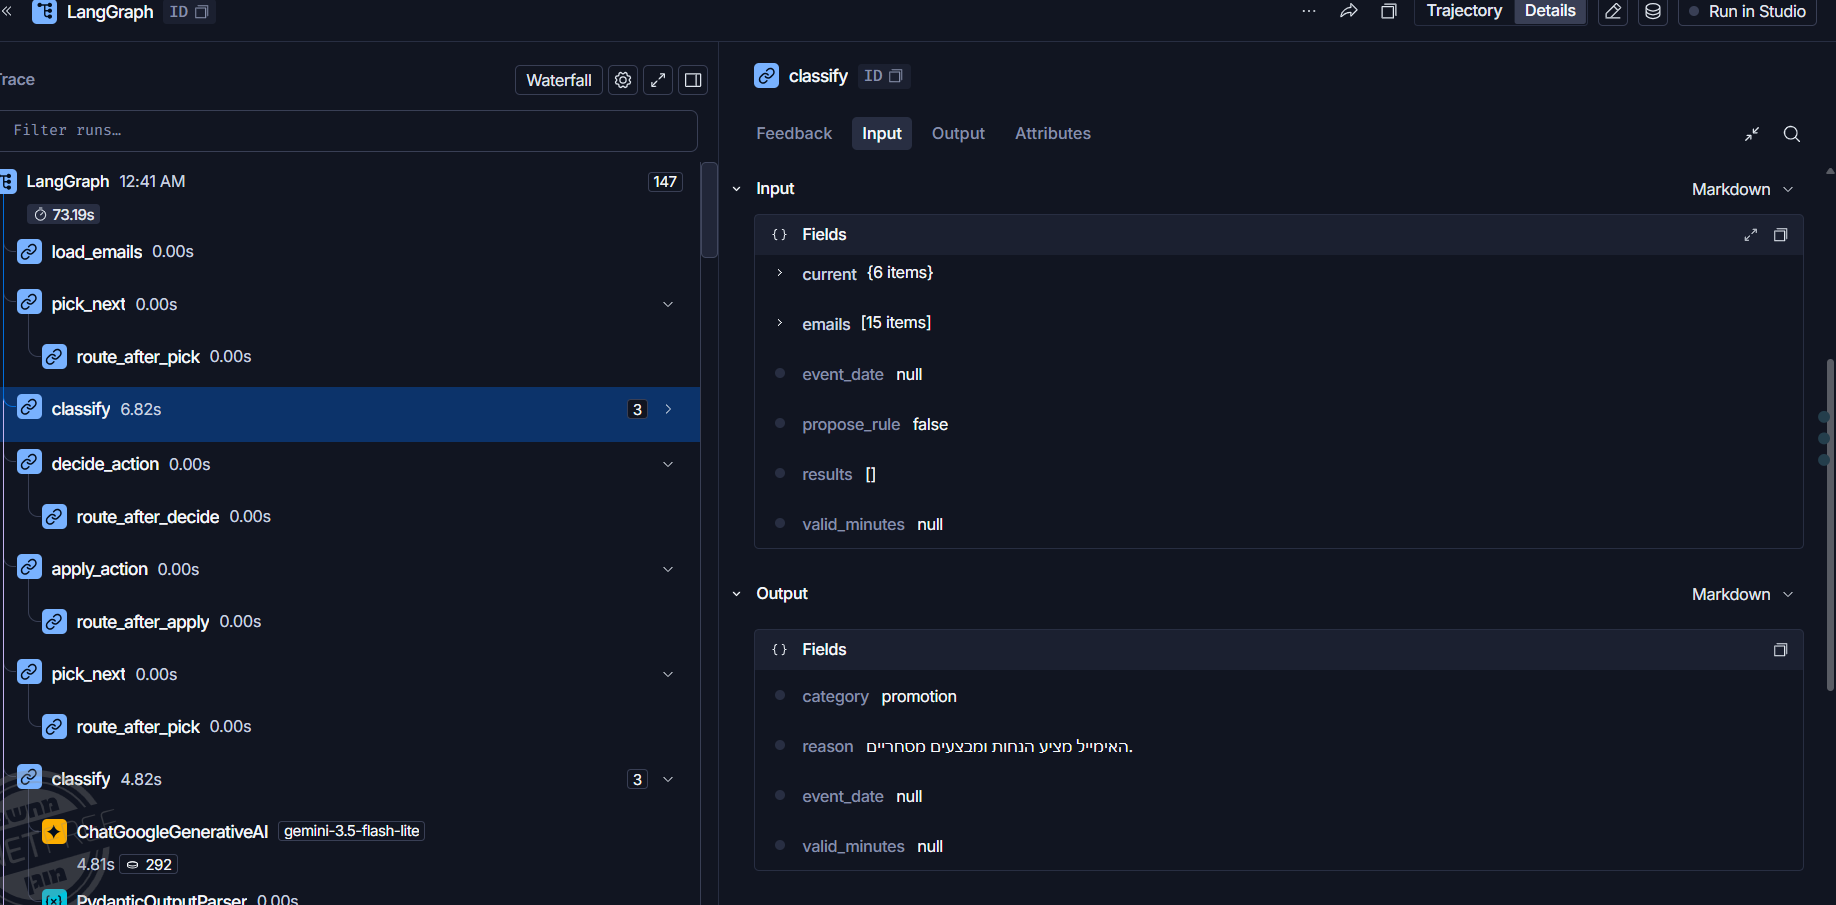 LangGraph ID
Trajectory Details Run in Studio
Trace
Waterfall
Filter runs…
LangGraph 12:41 AM 147
73.19s
load_emails 0.00s
pick_next 0.00s
route_after_pick 0.00s
classify 6.82s 3
decide_action 0.00s
route_after_decide 0.00s
apply_action 0.00s
route_after_apply 0.00s
pick_next 0.00s
route_after_pick 0.00s
classify 4.82s 3
ChatGoogleGenerativeAI gemini-3.5-flash-lite
4.81s 292
PydanticOutputParser 0.00s
classify ID
Feedback Input Output Attributes
Input Markdown
{} Fields
current {6 items}
emails [15 items]
event_date null
propose_rule false
results []
valid_minutes null
Output Markdown
{} Fields
category promotion
reason האימייל מציע הנחות ומבצעים מסחריים.
event_date null
valid_minutes null